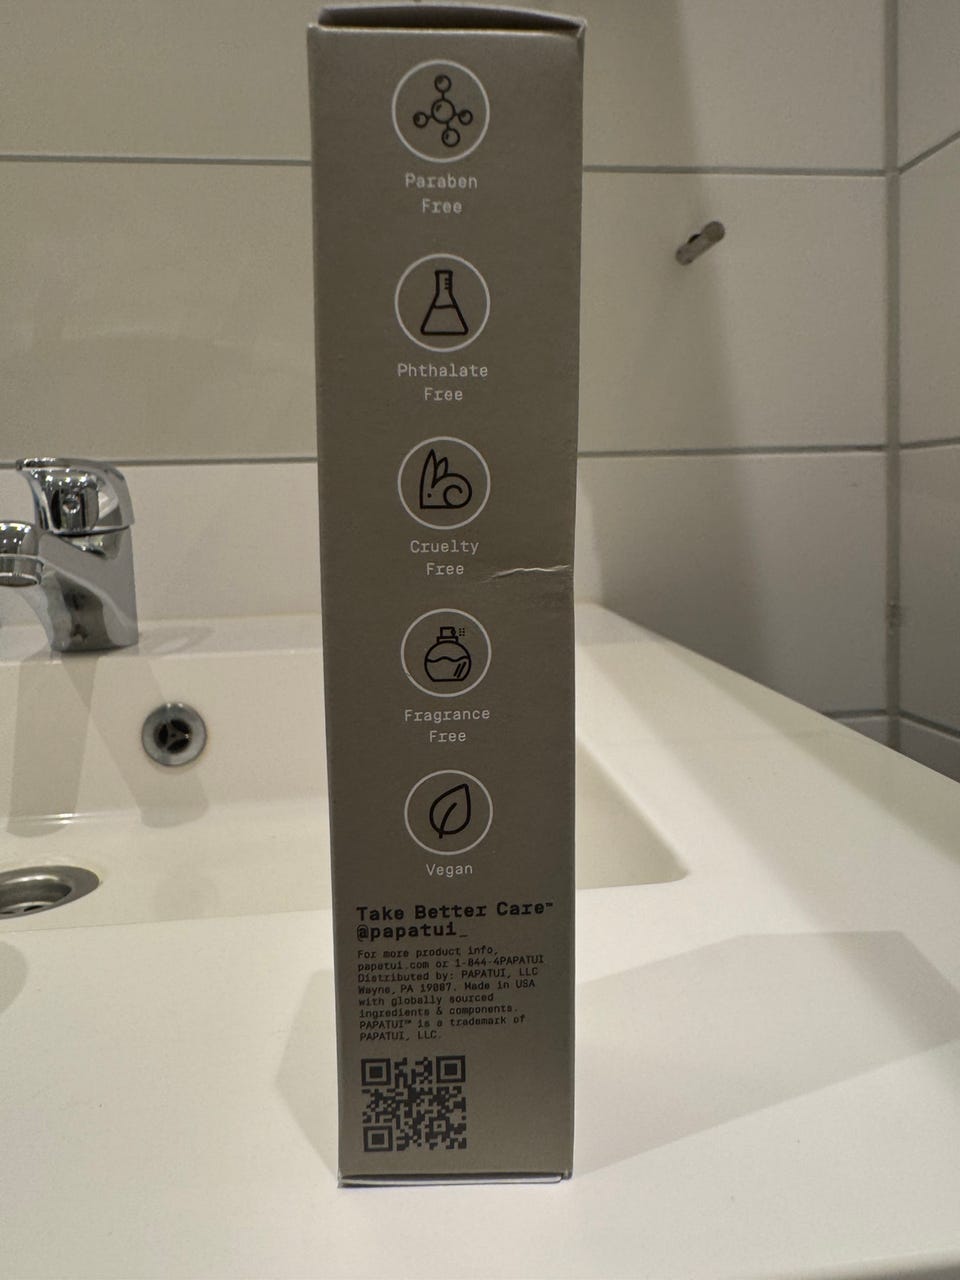 Paraben
Free
Phthalate
Free
Cruelty
Free
Fragrance
Free
Vegan
Take Better Care™
@papatui_
For more product info,
papatui.com or 1-844-4PAPATUI
Distributed by: PAPATUI, LLC
Wayne, PA 19087. Made in USA
with globally sourced
ingredients & components.
PAPATUI™ is a trademark of
PAPATUI, LLC.